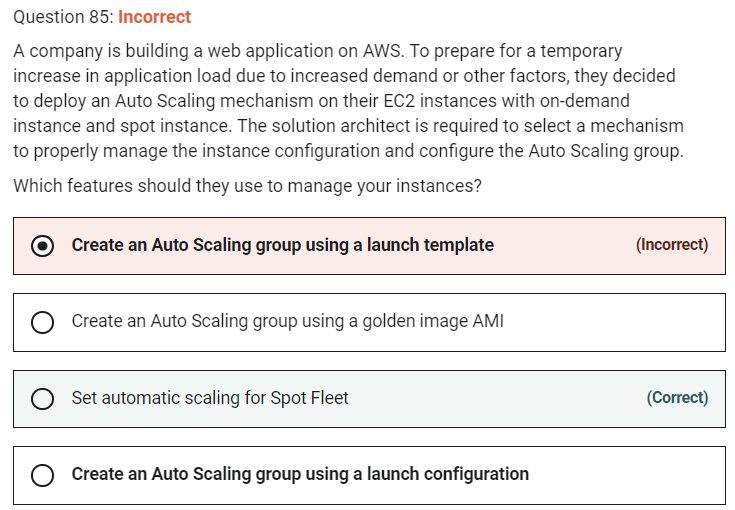 Question 85: Incorrect
A company is building a web application on AWS. To prepare for a temporary
increase in application load due to increased demand or other factors, they decided
to deploy an Auto Scaling mechanism on their EC2 instances with on-demand
instance and spot instance. The solution architect is required to select a mechanism
to properly manage the instance configuration and configure the Auto Scaling group.
Which features should they use to manage your instances?
Create an Auto Scaling group using a launch template (Incorrect)
Create an Auto Scaling group using a golden image AMI
Set automatic scaling for Spot Fleet (Correct)
Create an Auto Scaling group using a launch configuration